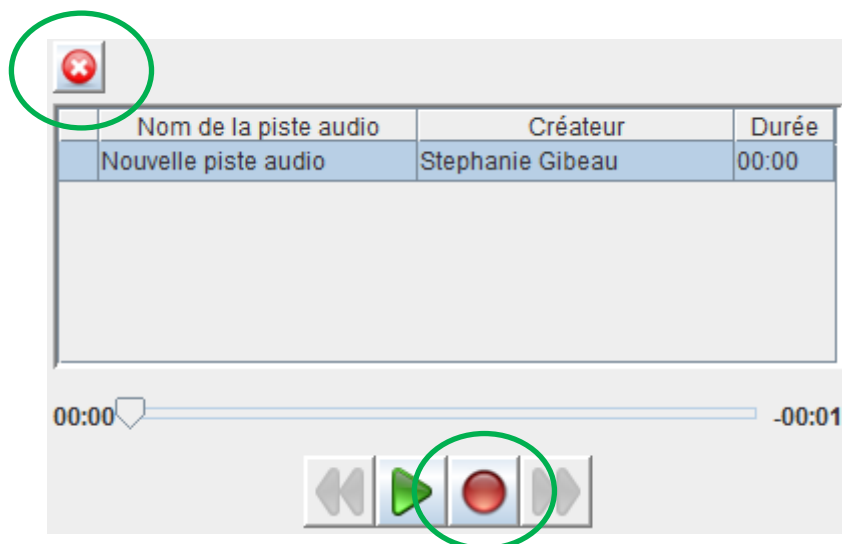 Nom de la piste audio Créateur Durée
Nouvelle piste audio Stephanie Gibeau 00:00
00:00 -00:01